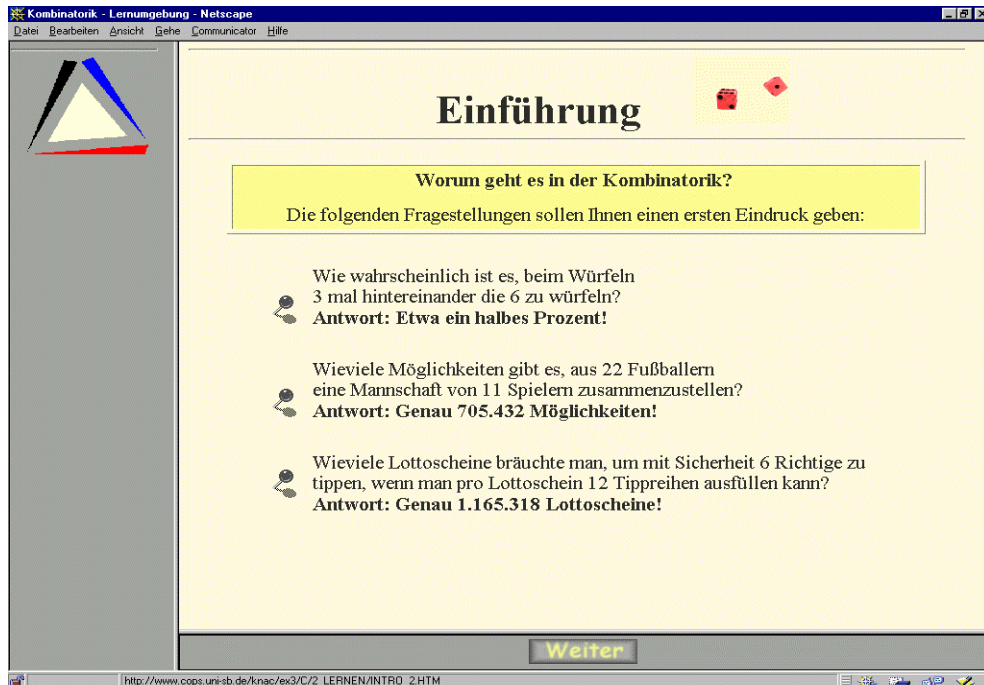 Kombinatorik - Lernumgebung - Netscape
Datei Bearbeiten Ansicht Gehe Communicator Hilfe
Einführung
Worum geht es in der Kombinatorik?
Die folgenden Fragestellungen sollen Ihnen einen ersten Eindruck geben:
Wie wahrscheinlich ist es, beim Würfeln
3 mal hintereinander die 6 zu würfeln?
Antwort: Etwa ein halbes Prozent!
Wieviele Möglichkeiten gibt es, aus 22 Fußballern
eine Mannschaft von 11 Spielern zusammenzustellen?
Antwort: Genau 705.432 Möglichkeiten!
Wieviele Lottoscheine bräuchte man, um mit Sicherheit 6 Richtige zu
tippen, wenn man pro Lottoschein 12 Tippreihen ausfüllen kann?
Antwort: Genau 1.165.318 Lottoscheine!
Weiter
http://www.cops.uni-sb.de/knac/ex3/C/2_LERNEN/INTRO_2.HTM